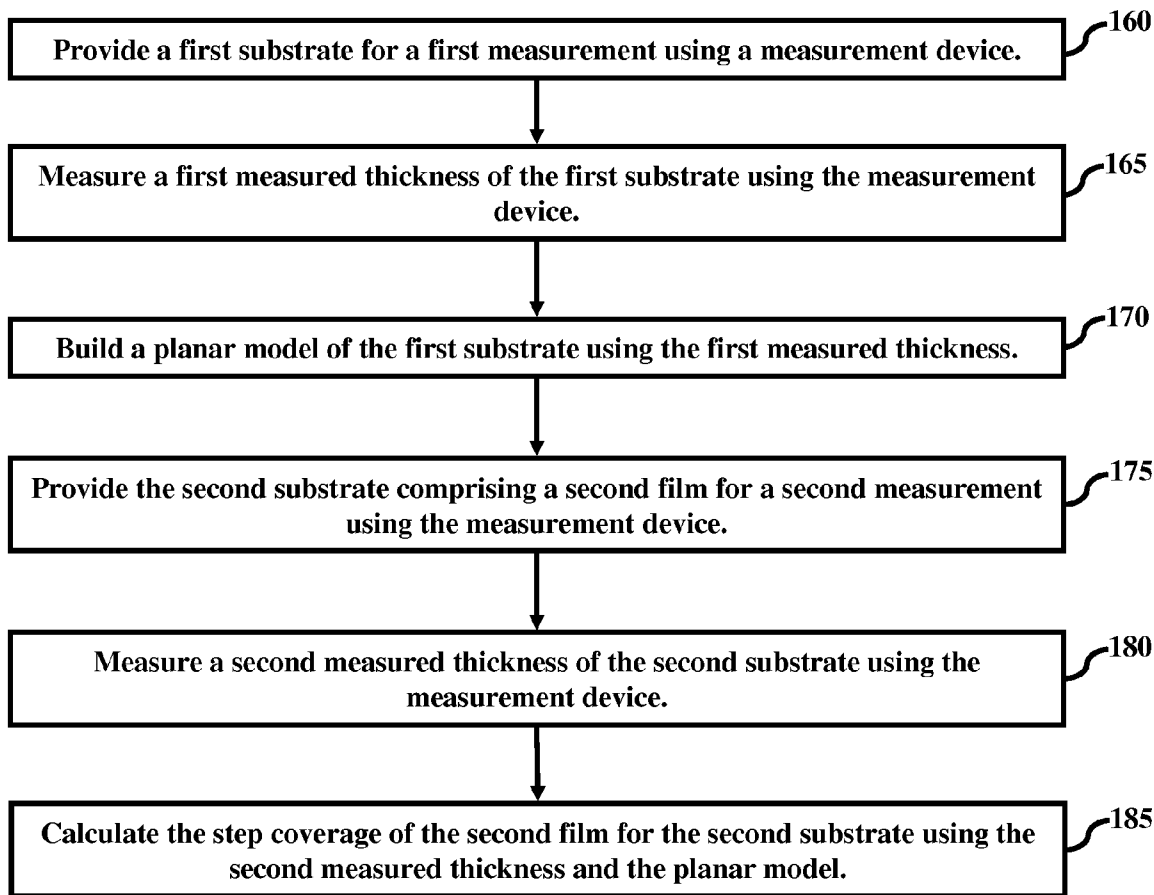 160
Provide a first substrate for a first measurement using a measurement device.
165
Measure a first measured thickness of the first substrate using the measurement
device.
170
Build a planar model of the first substrate using the first measured thickness.
175
Provide the second substrate comprising a second film for a second measurement
using the measurement device.
180
Measure a second measured thickness of the second substrate using the
measurement device.
185
Calculate the step coverage of the second film for the second substrate using the
second measured thickness and the planar model.